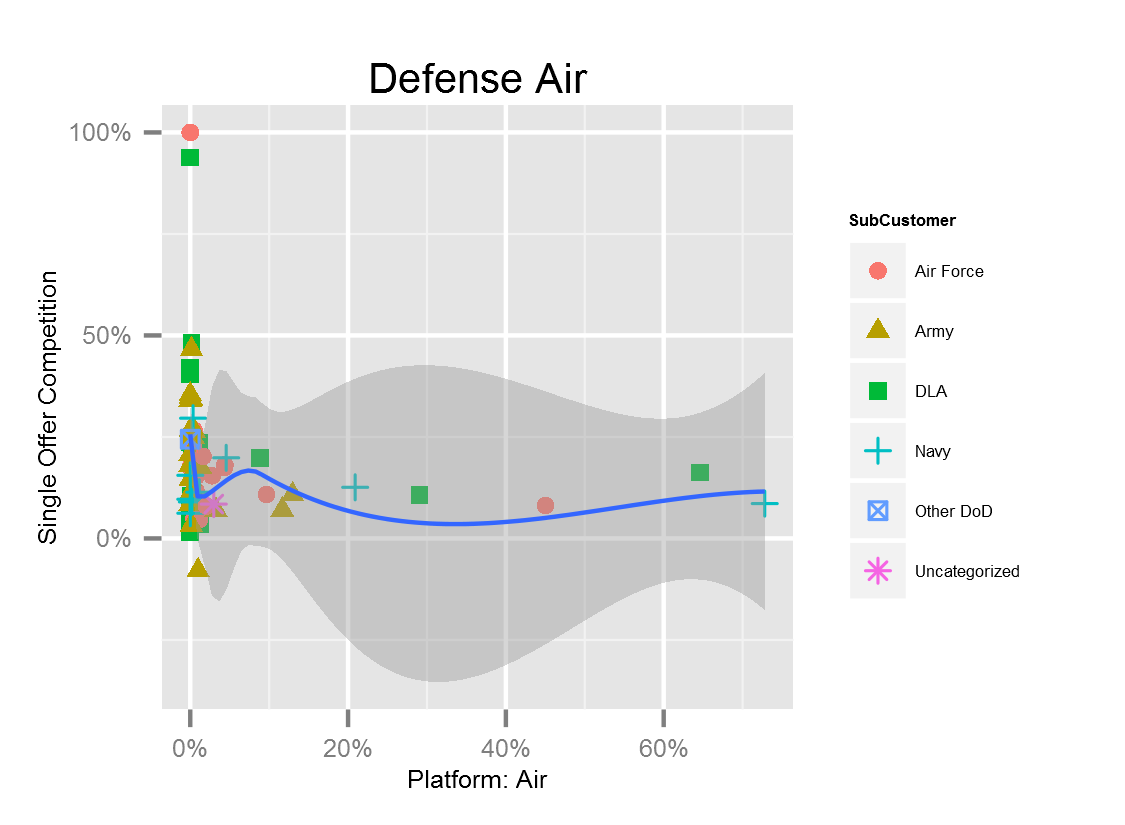 Defense Air
100%
50%
0%
Single Offer Competition
0% 20% 40% 60%
Platform: Air
SubCustomer
Air Force
Army
DLA
Navy
Other DoD
Uncategorized